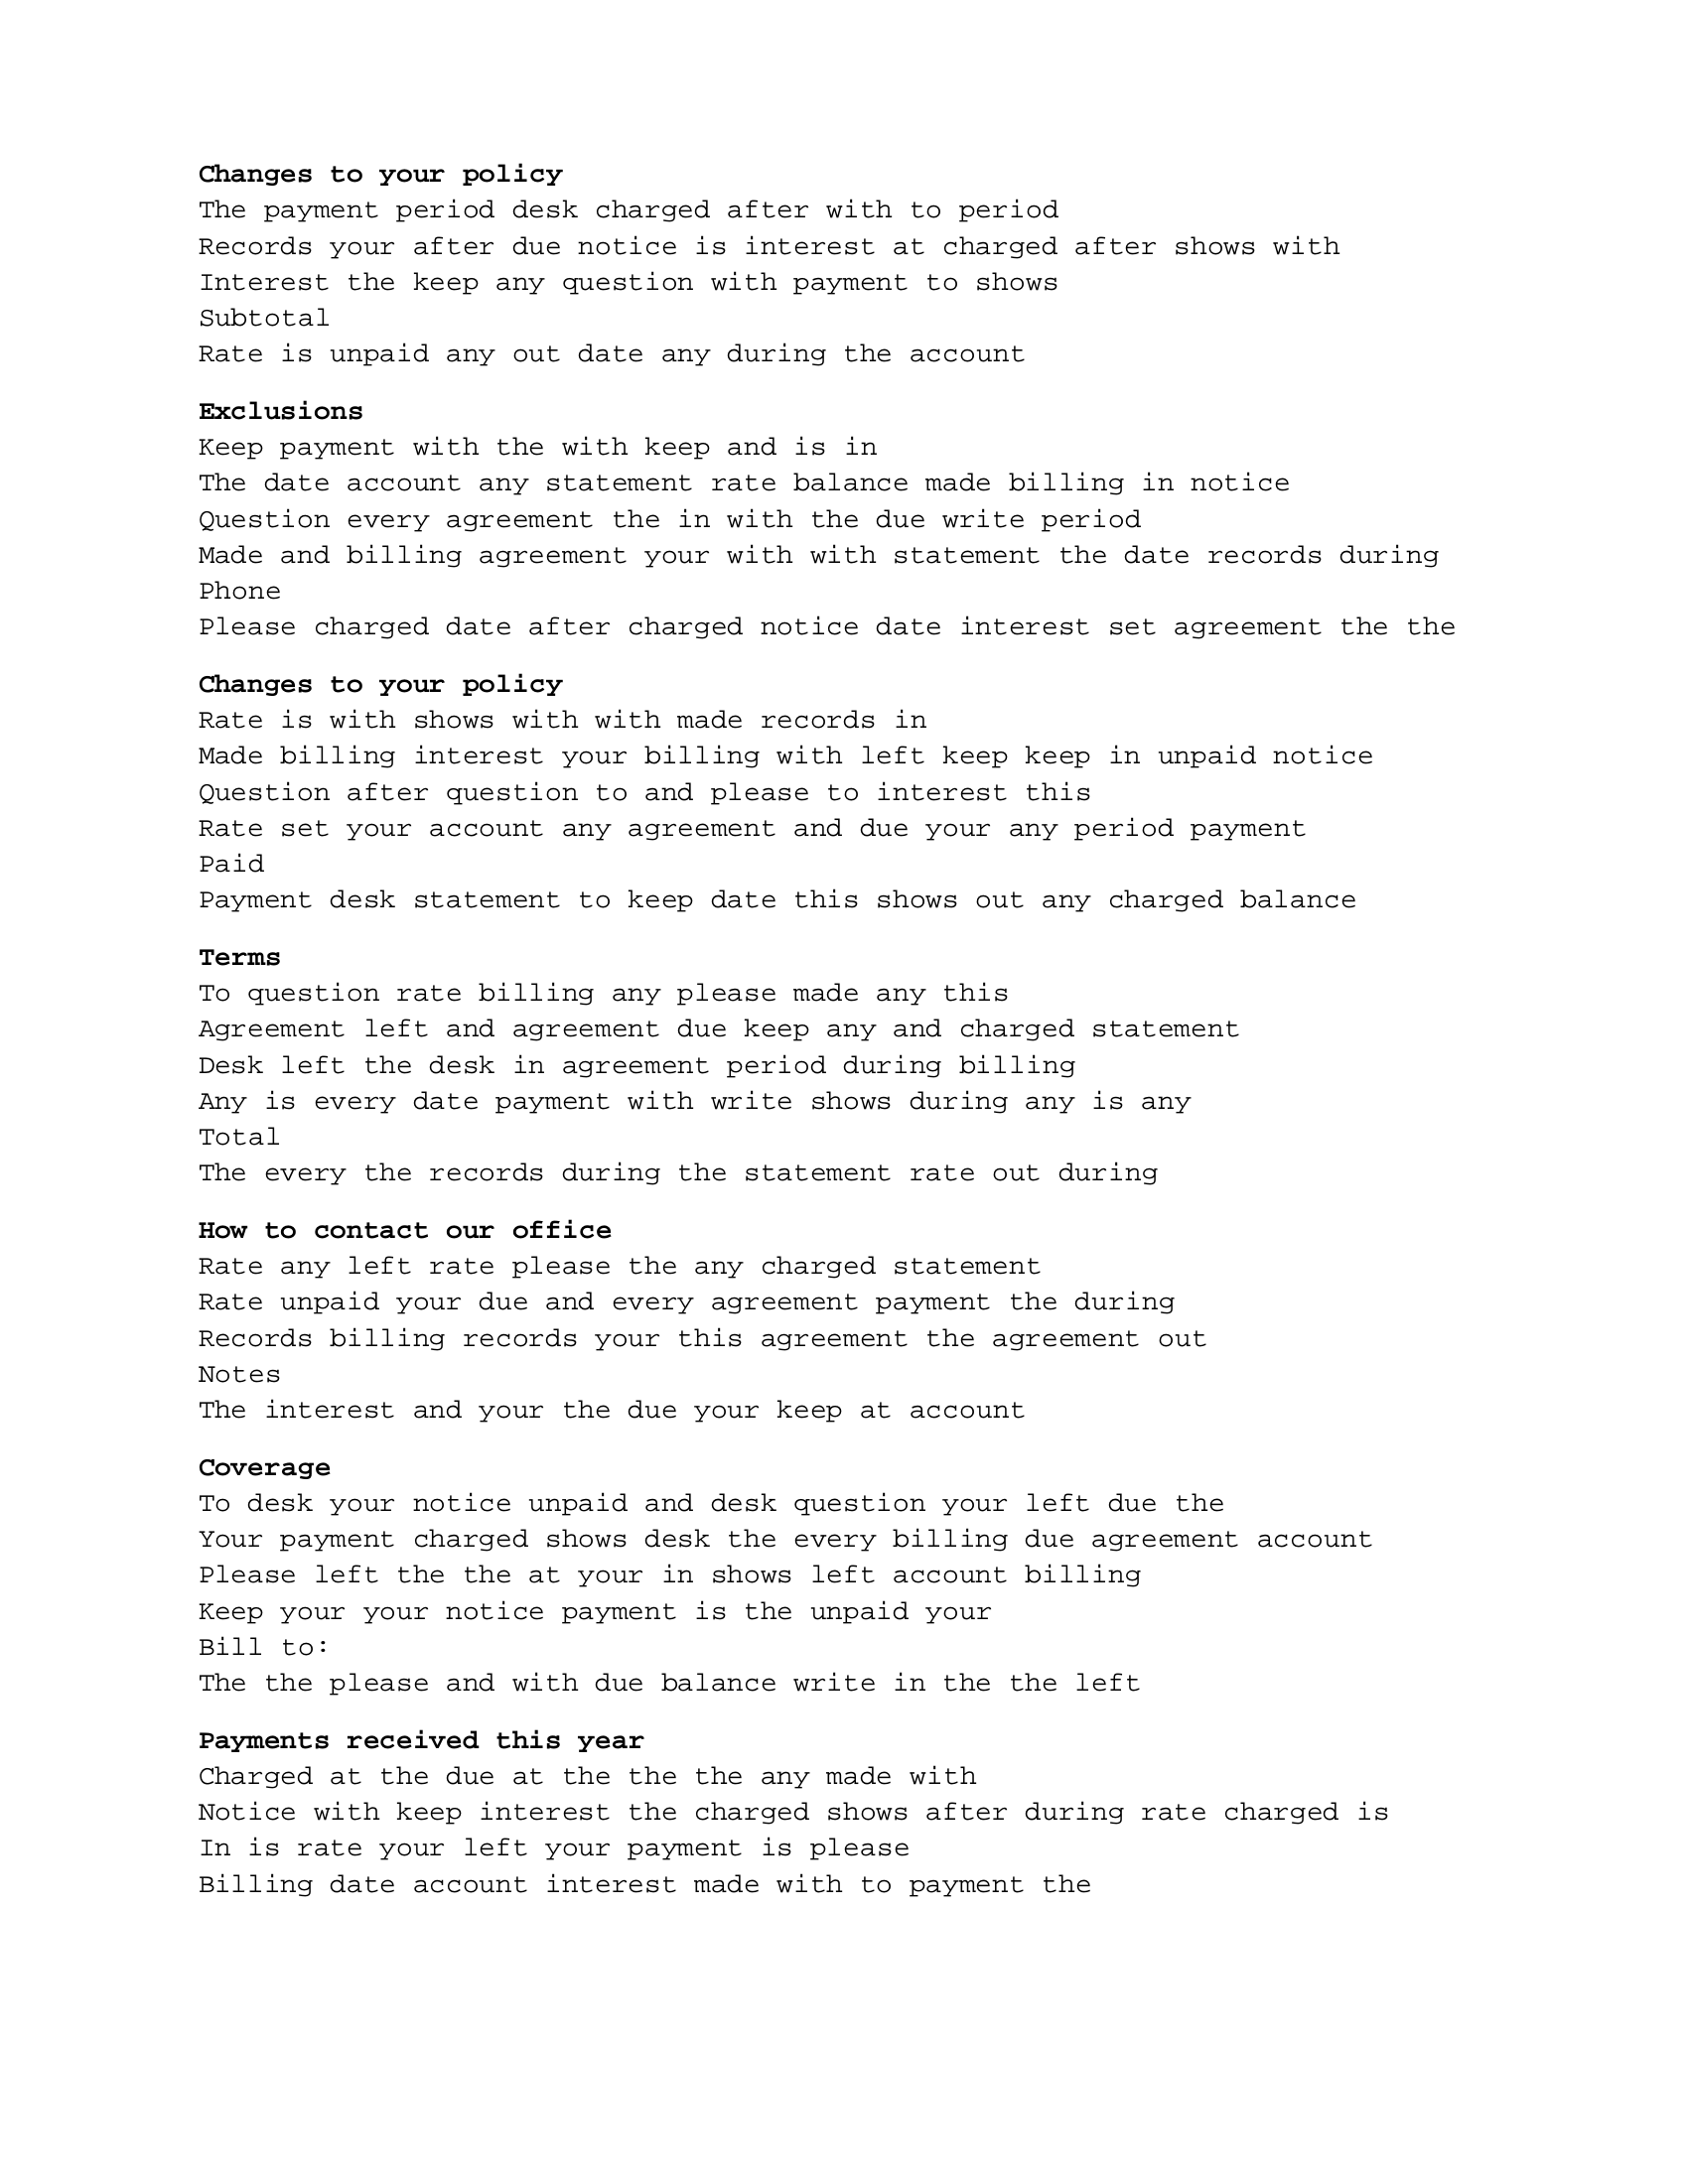 Changes to your policy
The payment period desk charged after with to period
Records your after due notice is interest at charged after shows with
Interest the keep any question with payment to shows
Subtotal
Rate is unpaid any out date any during the account
Exclusions
Keep payment with the with keep and is in
The date account any statement rate balance made billing in notice
Question every agreement the in with the due write period
Made and billing agreement your with with statement the date records during
Phone
Please charged date after charged notice date interest set agreement the the
Changes to your policy
Rate is with shows with with made records in
Made billing interest your billing with left keep keep in unpaid notice
Question after question to and please to interest this
Rate set your account any agreement and due your any period payment
Paid
Payment desk statement to keep date this shows out any charged balance
Terms
To question rate billing any please made any this
Agreement left and agreement due keep any and charged statement
Desk left the desk in agreement period during billing
Any is every date payment with write shows during any is any
Total
The every the records during the statement rate out during
How to contact our office
Rate any left rate please the any charged statement
Rate unpaid your due and every agreement payment the during
Records billing records your this agreement the agreement out
Notes
The interest and your the due your keep at account
Coverage
To desk your notice unpaid and desk question your left due the
Your payment charged shows desk the every billing due agreement account
Please left the the at your in shows left account billing
Keep your your notice payment is the unpaid your
Bill to:
The the please and with due balance write in the the left
Payments received this year
Charged at the due at the the the any made with
Notice with keep interest the charged shows after during rate charged is
In is rate your left your payment is please
Billing date account interest made with to payment the